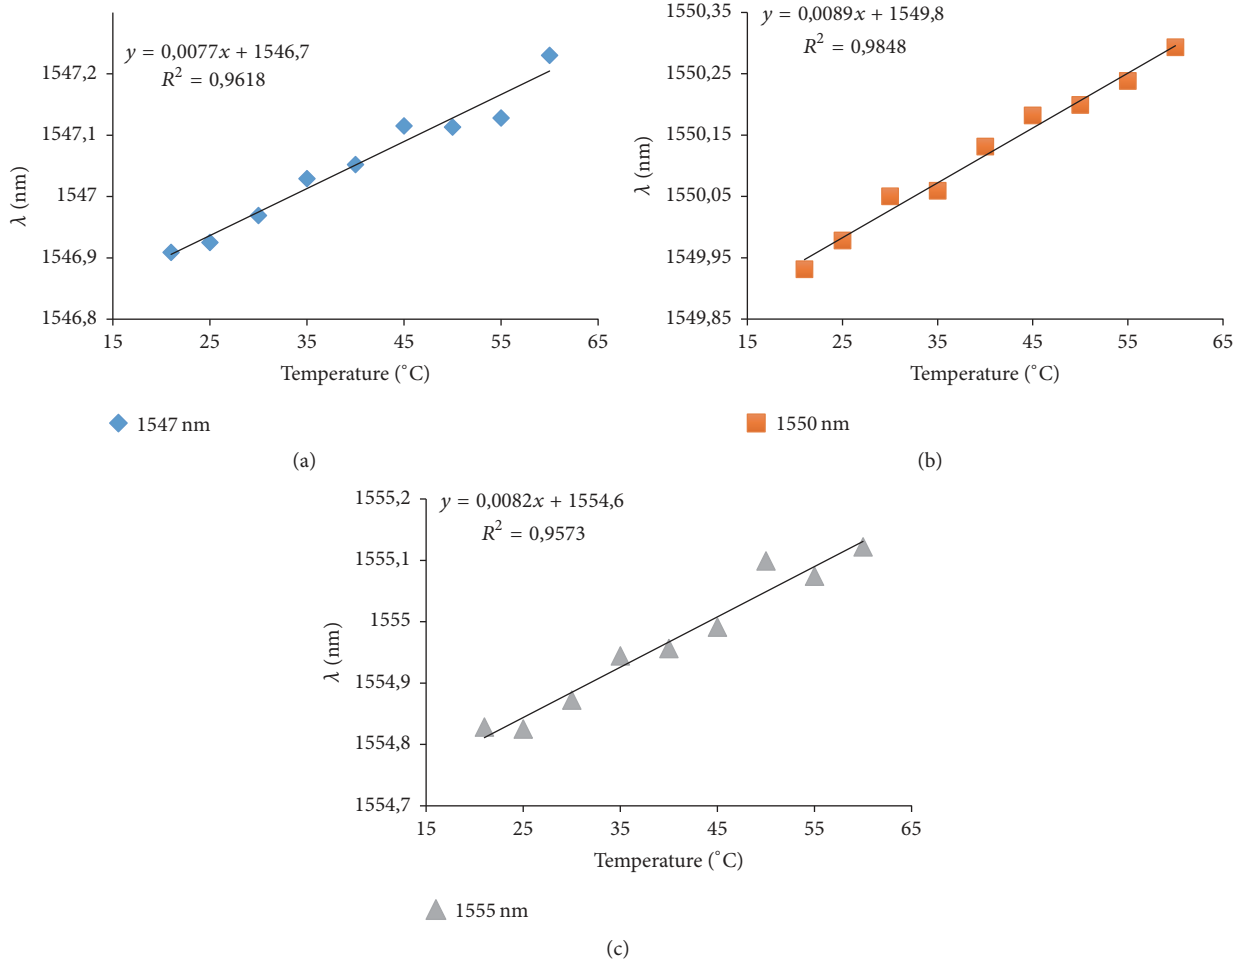 y = 0,0077x + 1546,7
R² = 0,9618
1547,2
1547,1
1547
1546,9
1546,8
λ (nm)
15 25 35 45 55 65
Temperature (°C)
1547 nm
(a)
y = 0,0089x + 1549,8
R² = 0,9848
1550,35
1550,25
1550,15
1550,05
1549,95
1549,85
λ (nm)
15 25 35 45 55 65
Temperature (°C)
1550 nm
(b)
y = 0,0082x + 1554,6
R² = 0,9573
1555,2
1555,1
1555
1554,9
1554,8
1554,7
λ (nm)
15 25 35 45 55 65
Temperature (°C)
1555 nm
(c)